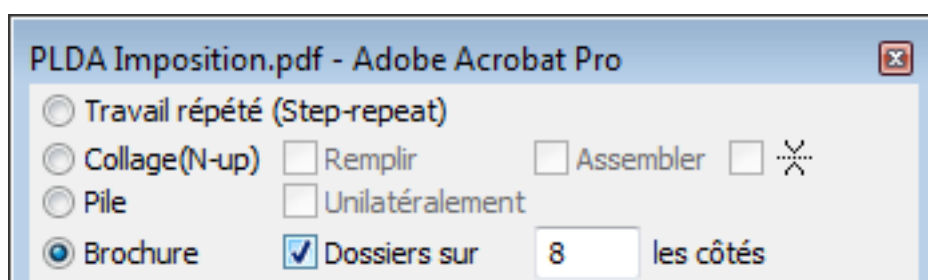 PLDA Imposition.pdf - Adobe Acrobat Pro
Travail répété (Step-repeat)
Collage(N-up) Remplir Assembler
Pile Unilatéralement
Brochure Dossiers sur 8 les côtés